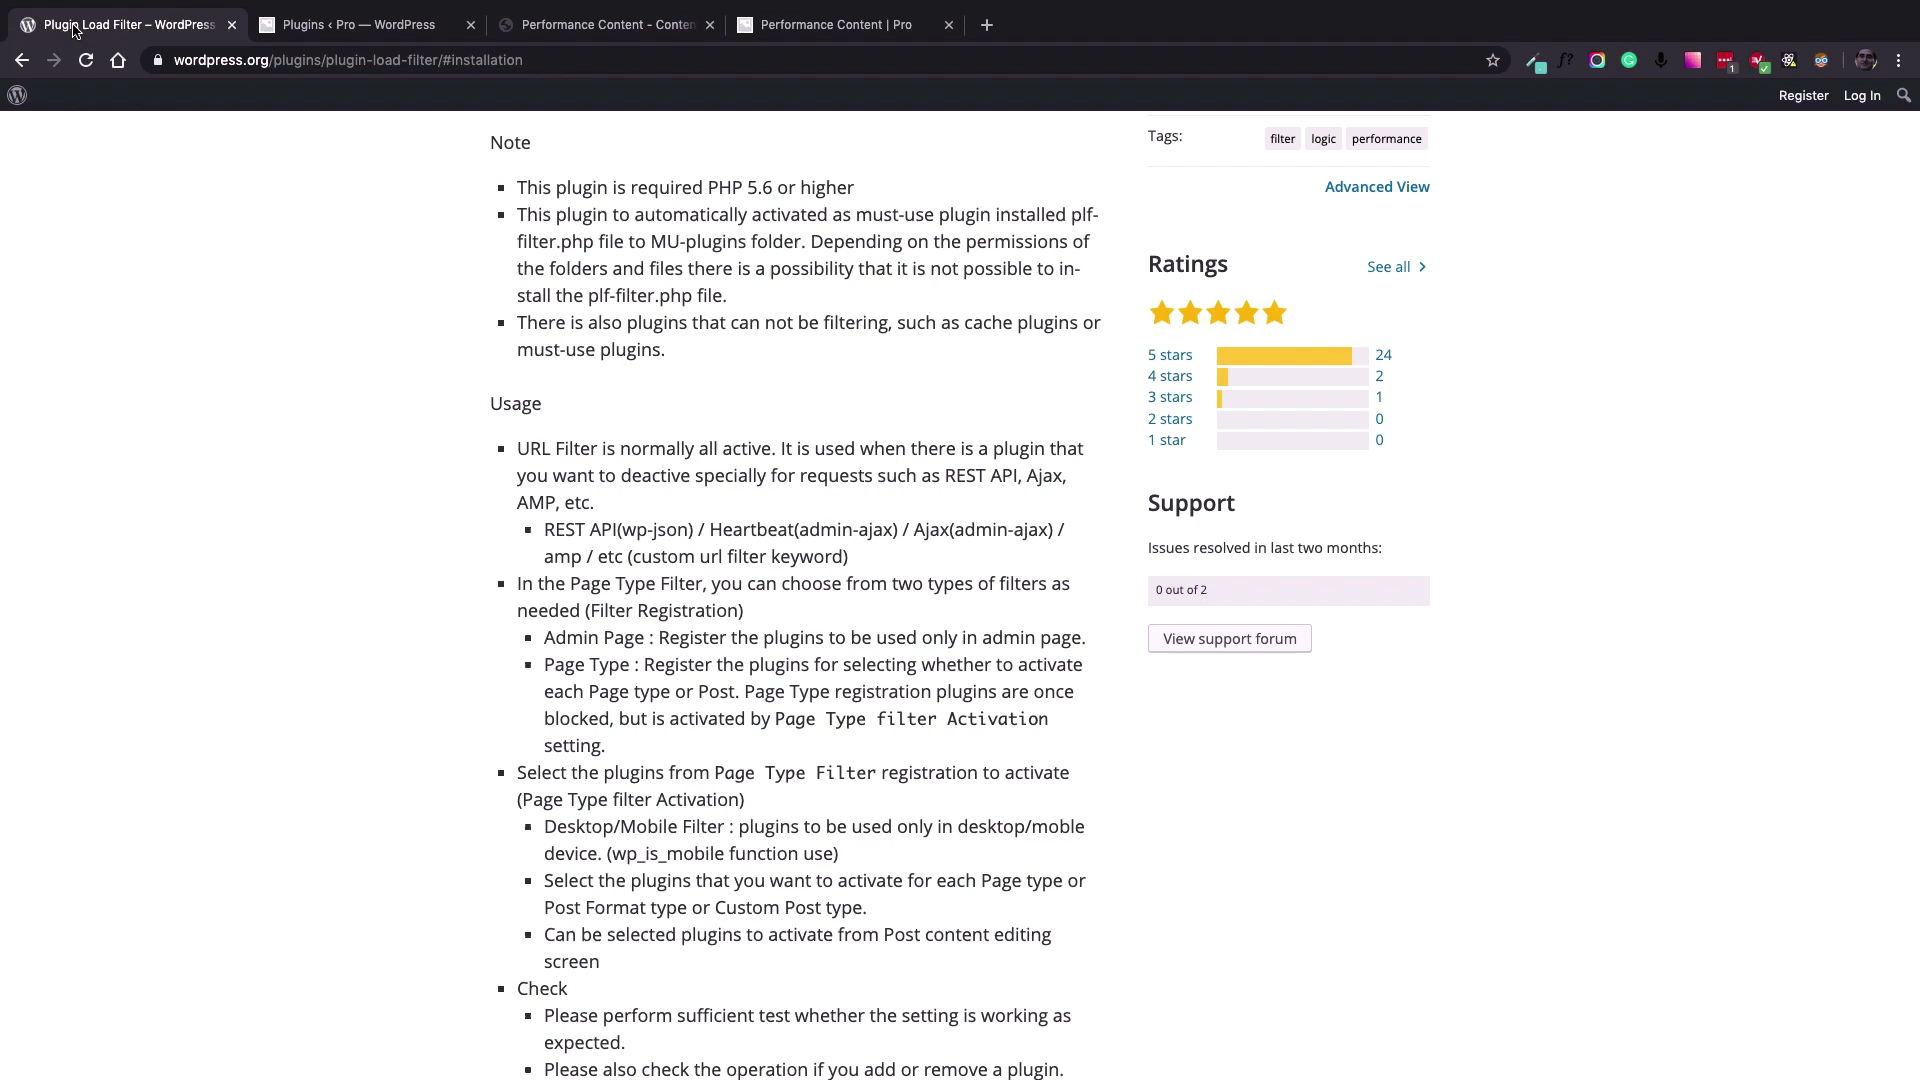 Plugin Load Filter – WordPress
Plugins ‹ Pro — WordPress
Performance Content - Conten
Performance Content | Pro
wordpress.org/plugins/plugin-load-filter/#installation
f?
1
Register
Log In
Note
▪ This plugin is required PHP 5.6 or higher
▪ This plugin to automatically activated as must-use plugin installed plf-
filter.php file to MU-plugins folder. Depending on the permissions of
the folders and files there is a possibility that it is not possible to in-
stall the plf-filter.php file.
▪ There is also plugins that can not be filtering, such as cache plugins or
must-use plugins.
Usage
▪ URL Filter is normally all active. It is used when there is a plugin that
you want to deactive specially for requests such as REST API, Ajax,
AMP, etc.
▪ REST API(wp-json) / Heartbeat(admin-ajax) / Ajax(admin-ajax) /
amp / etc (custom url filter keyword)
▪ In the Page Type Filter, you can choose from two types of filters as
needed (Filter Registration)
▪ Admin Page : Register the plugins to be used only in admin page.
▪ Page Type : Register the plugins for selecting whether to activate
each Page type or Post. Page Type registration plugins are once
blocked, but is activated by Page Type filter Activation
setting.
▪ Select the plugins from Page Type Filter registration to activate
(Page Type filter Activation)
▪ Desktop/Mobile Filter : plugins to be used only in desktop/moble
device. (wp_is_mobile function use)
▪ Select the plugins that you want to activate for each Page type or
Post Format type or Custom Post type.
▪ Can be selected plugins to activate from Post content editing
screen
▪ Check
▪ Please perform sufficient test whether the setting is working as
expected.
▪ Please also check the operation if you add or remove a plugin.
Tags: filter logic performance
Advanced View
Ratings
See all
5 stars 24
4 stars 2
3 stars 1
2 stars 0
1 star 0
Support
Issues resolved in last two months:
0 out of 2
View support forum